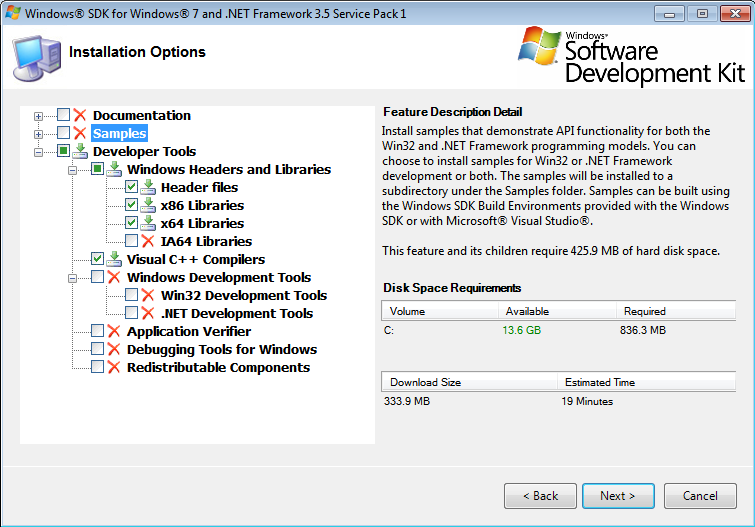 Windows® SDK for Windows® 7 and .NET Framework 3.5 Service Pack 1
Installation Options
Windows®
Software
Development Kit
Documentation
Samples
Developer Tools
Windows Headers and Libraries
Header files
x86 Libraries
x64 Libraries
IA64 Libraries
Visual C++ Compilers
Windows Development Tools
Win32 Development Tools
.NET Development Tools
Application Verifier
Debugging Tools for Windows
Redistributable Components
Feature Description Detail
Install samples that demonstrate API functionality for both the
Win32 and .NET Framework programming models. You can
choose to install samples for Win32 or .NET Framework
development or both. The samples will be installed to a
subdirectory under the Samples folder. Samples can be built using
the Windows SDK Build Environments provided with the Windows
SDK or with Microsoft® Visual Studio®.
This feature and its children require 425.9 MB of hard disk space.
Disk Space Requirements
Volume Available Required
C: 13.6 GB 836.3 MB
Download Size Estimated Time
333.9 MB 19 Minutes
< Back Next > Cancel